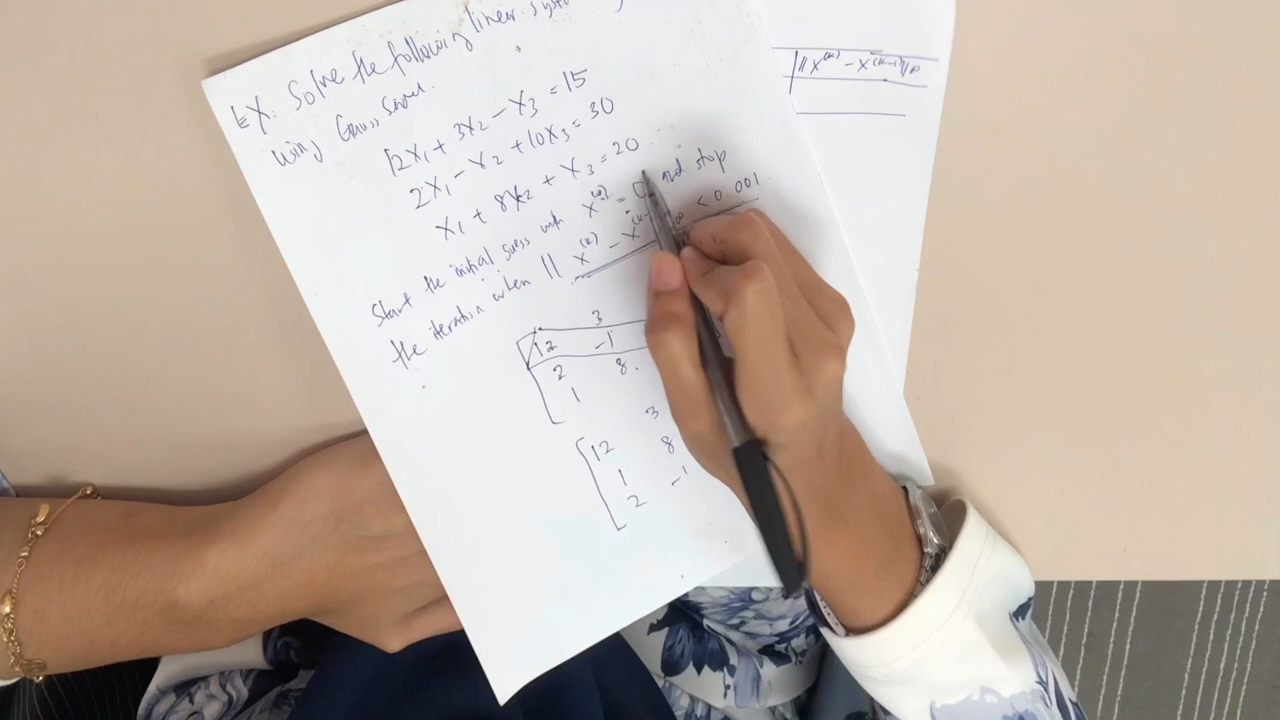 EX: Solve the following linear system
using Gauss Seidel.
12X₁ + 3X₂ - X₃ = 15
2X₁ - X₂ + 10X₃ = 30
X₁ + 8X₂ + X₃ = 20
Start the initial guess with X⁽⁰⁾ = 0 and stop
the iteration when || X⁽ᵏ⁾ - X⁽ᵏ⁻ ∞ < 0.001.
12 3
2 -1
1 8
12 3
1 8
2 -1
||X⁽ᵏ⁾ - X⁽ᵏ⁻¹⁾||∞